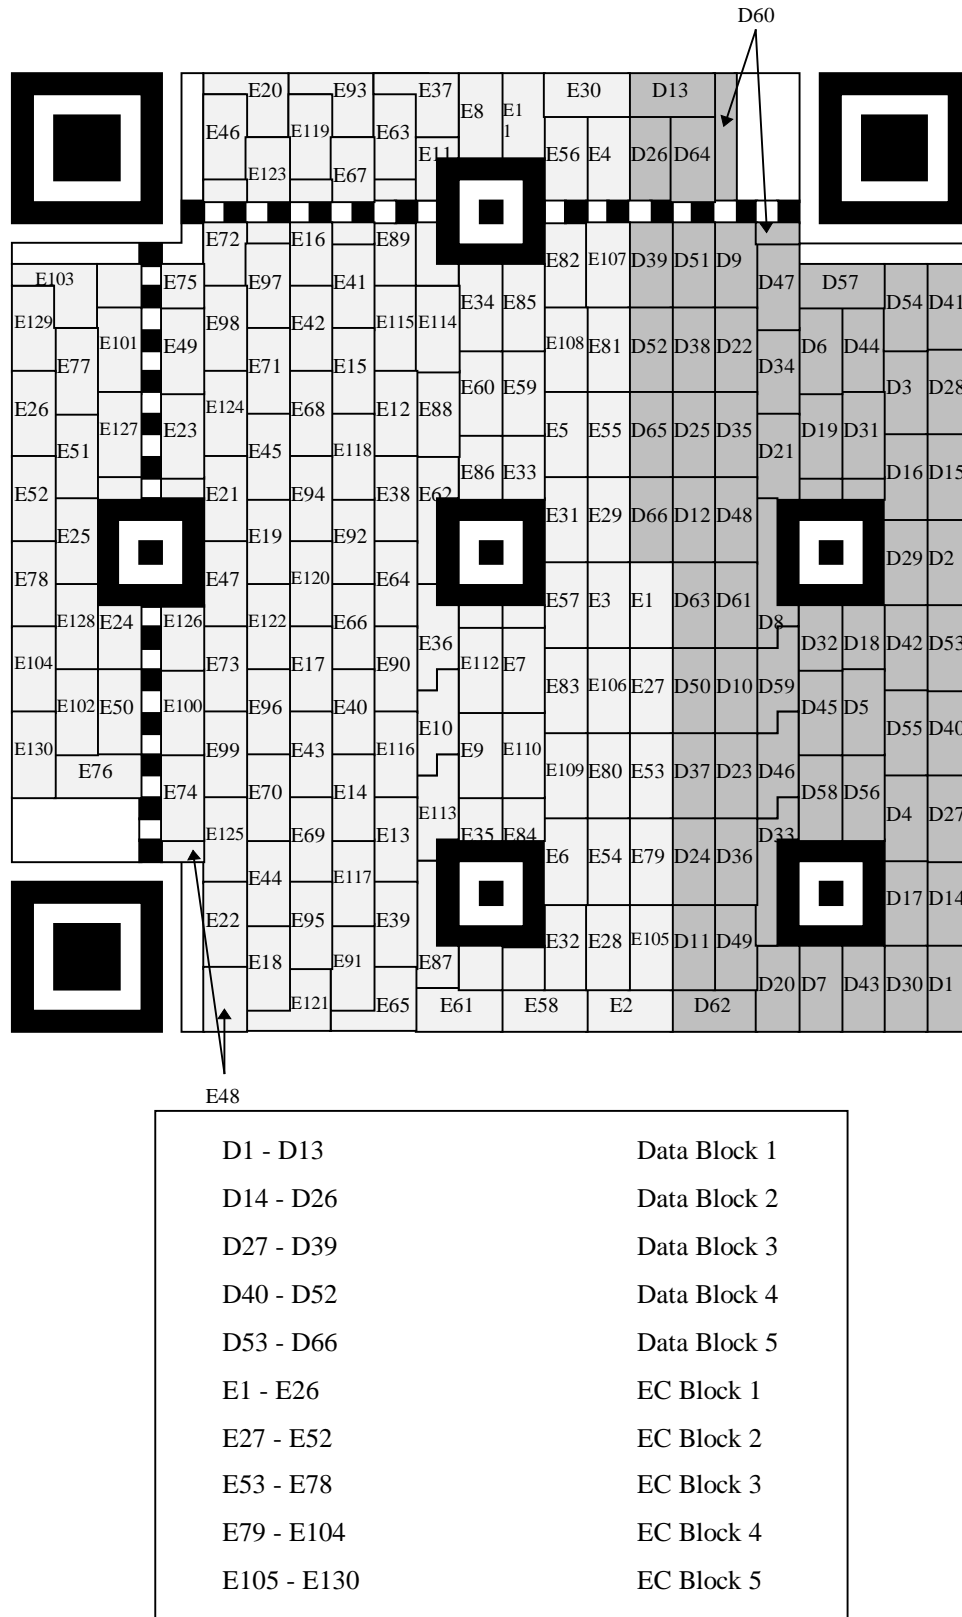 D60
E20 E93 E37 E30 D13
E8 E1
1
E46 E119 E63 E11 E56 E4 D26 D64
E123 E67
E72 E16 E89 E82 E107 D39 D51 D9
E103 E75 E97 E41 E34 E85 D47 D57 D54 D41
E129 E101 E49 E98 E42 E115 E114 E108 E81 D52 D38 D22 D6 D44
E77 E71 E15 E60 E59 D34 D3 D28
E26 E127 E23 E124 E68 E12 E88 E5 E55 D65 D25 D35 D19 D31
E51 E45 E118 E86 E33 D21 D16 D15
E52 E21 E94 E38 E62 E31 E29 D66 D12 D48
E25 E19 E92 D29 D2
E78 E47 E120 E64 E57 E3 E1 D63 D61
E128 E24 E126 E122 E66 E36 D8 D32 D18 D42 D53
E104 E73 E17 E90 E112 E7 E83 E106 E27 D50 D10 D59
E102 E50 E100 E96 E40 E10 D45 D5 D55 D40
E130 E99 E43 E116 E9 E110 E109 E80 E53 D37 D23 D46
E76 E74 E70 E14 E113 D58 D56 D4 D27
E125 E69 E13 E35 E84 E6 E54 E79 D24 D36 D33
E44 E117 D17 D14
E22 E95 E39 E32 E28 E105 D11 D49
E18 E91 E87 D20 D7 D43 D30 D1
E121 E65 E61 E58 E2 D62
E48
D1 - D13 Data Block 1
D14 - D26 Data Block 2
D27 - D39 Data Block 3
D40 - D52 Data Block 4
D53 - D66 Data Block 5
E1 - E26 EC Block 1
E27 - E52 EC Block 2
E53 - E78 EC Block 3
E79 - E104 EC Block 4
E105 - E130 EC Block 5